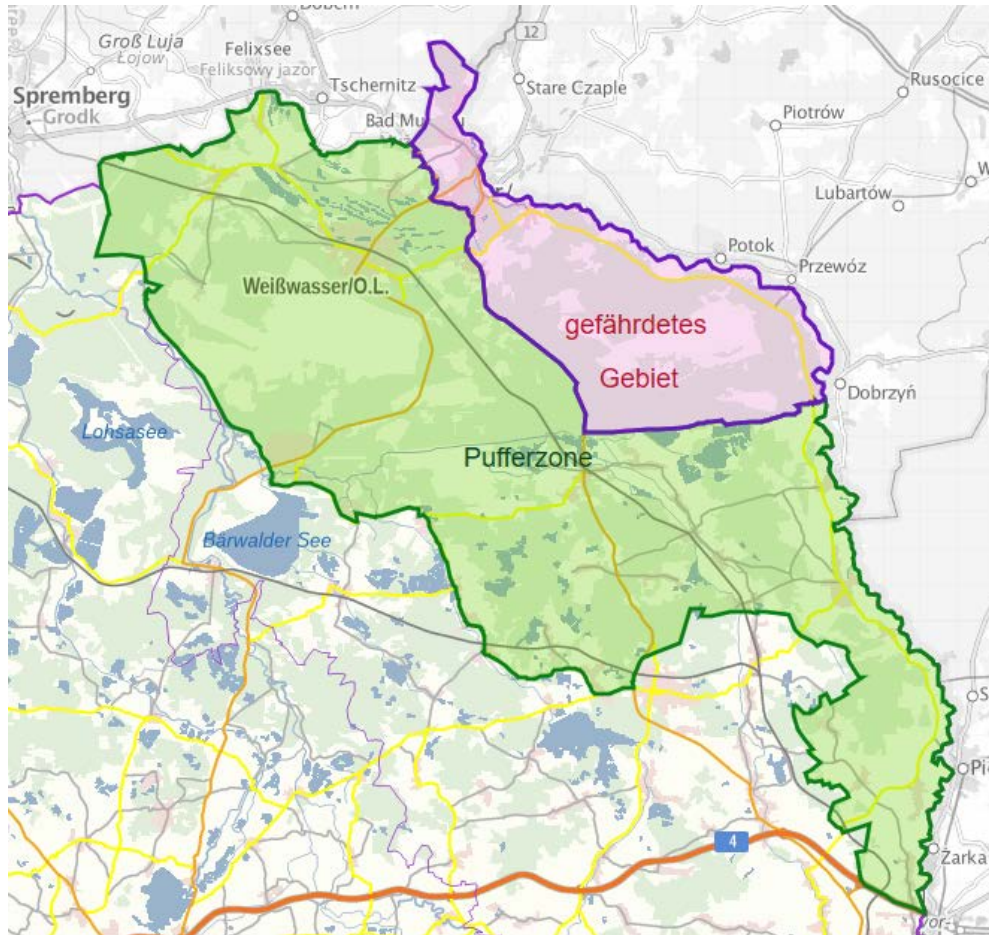 Döbern
12
Groß Luja
Łojow
Felixsee
Feliksowy jazor
Tschernitz
Stare Czaple
Rusocice
Spremberg
Grodk
Piotrów
Bad
Lubartów
Potok
Przewóz
Weißwasser/O.L.
gefährdetes
Gebiet
Dobrzyń
Lohsasee
Pufferzone
Bärwalder See
4
Żarka